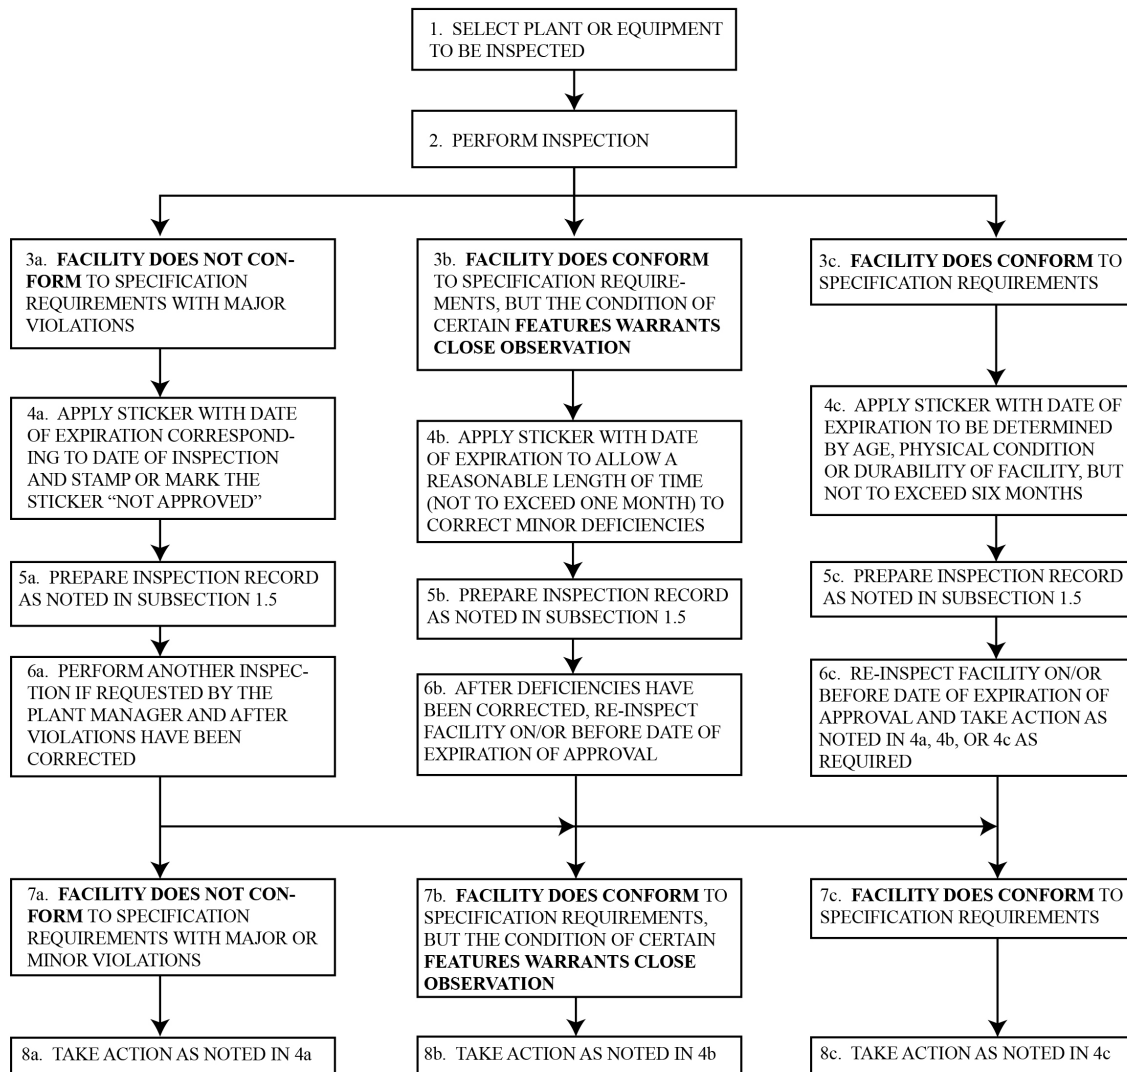 1. SELECT PLANT OR EQUIPMENT
TO BE INSPECTED
2. PERFORM INSPECTION
3a. FACILITY DOES NOT CON-
FORM TO SPECIFICATION
REQUIREMENTS WITH MAJOR
VIOLATIONS
3b. FACILITY DOES CONFORM
TO SPECIFICATION REQUIRE-
MENTS, BUT THE CONDITION OF
CERTAIN FEATURES WARRANTS
CLOSE OBSERVATION
3c. FACILITY DOES CONFORM TO
SPECIFICATION REQUIREMENTS
4a. APPLY STICKER WITH DATE
OF EXPIRATION CORRESPOND-
ING TO DATE OF INSPECTION
AND STAMP OR MARK THE
STICKER “NOT APPROVED”
4b. APPLY STICKER WITH DATE
OF EXPIRATION TO ALLOW A
REASONABLE LENGTH OF TIME
(NOT TO EXCEED ONE MONTH) TO
CORRECT MINOR DEFICIENCIES
4c. APPLY STICKER WITH DATE OF
EXPIRATION TO BE DETERMINED
BY AGE, PHYSICAL CONDITION
OR DURABILITY OF FACILITY, BUT
NOT TO EXCEED SIX MONTHS
5a. PREPARE INSPECTION RECORD
AS NOTED IN SUBSECTION 1.5
5b. PREPARE INSPECTION RECORD
AS NOTED IN SUBSECTION 1.5
5c. PREPARE INSPECTION RECORD
AS NOTED IN SUBSECTION 1.5
6a. PERFORM ANOTHER INSPEC-
TION IF REQUESTED BY THE
PLANT MANAGER AND AFTER
VIOLATIONS HAVE BEEN
CORRECTED
6b. AFTER DEFICIENCIES HAVE
BEEN CORRECTED, RE-INSPECT
FACILITY ON/OR BEFORE DATE OF
EXPIRATION OF APPROVAL
6c. RE-INSPECT FACILITY ON/OR
BEFORE DATE OF EXPIRATION OF
APPROVAL AND TAKE ACTION AS
NOTED IN 4a, 4b, OR 4c AS
REQUIRED
7a. FACILITY DOES NOT CON-
FORM TO SPECIFICATION
REQUIREMENTS WITH MAJOR OR
MINOR VIOLATIONS
7b. FACILITY DOES CONFORM TO
SPECIFICATION REQUIREMENTS,
BUT THE CONDITION OF CERTAIN
FEATURES WARRANTS CLOSE
OBSERVATION
7c. FACILITY DOES CONFORM TO
SPECIFICATION REQUIREMENTS
8a. TAKE ACTION AS NOTED IN 4a
8b. TAKE ACTION AS NOTED IN 4b
8c. TAKE ACTION AS NOTED IN 4c